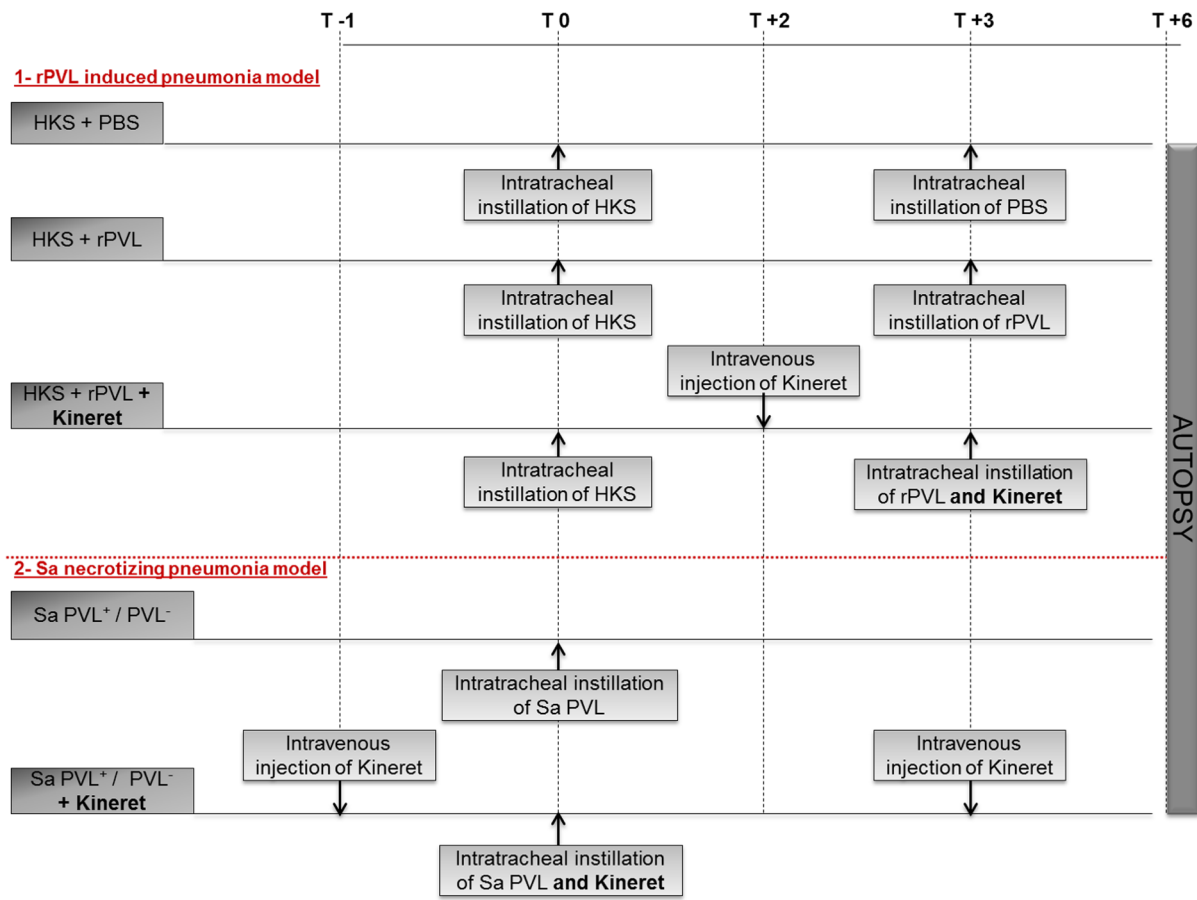 T -1 T 0 T +2 T +3 T +6
1- rPVL induced pneumonia model
HKS + PBS
Intratracheal
instillation of HKS
Intratracheal
instillation of PBS
HKS + rPVL
Intratracheal
instillation of HKS
Intratracheal
instillation of rPVL
Intravenous
injection of Kineret
HKS + rPVL +
Kineret
Intratracheal
instillation of HKS
Intratracheal instillation
of rPVL and Kineret
AUTOPSY
2- Sa necrotizing pneumonia model
Sa PVL⁺ / PVL⁻
Intratracheal instillation
of Sa PVL
Intravenous
injection of Kineret
Intravenous
injection of Kineret
Sa PVL⁺ / PVL⁻
+ Kineret
Intratracheal instillation
of Sa PVL and Kineret